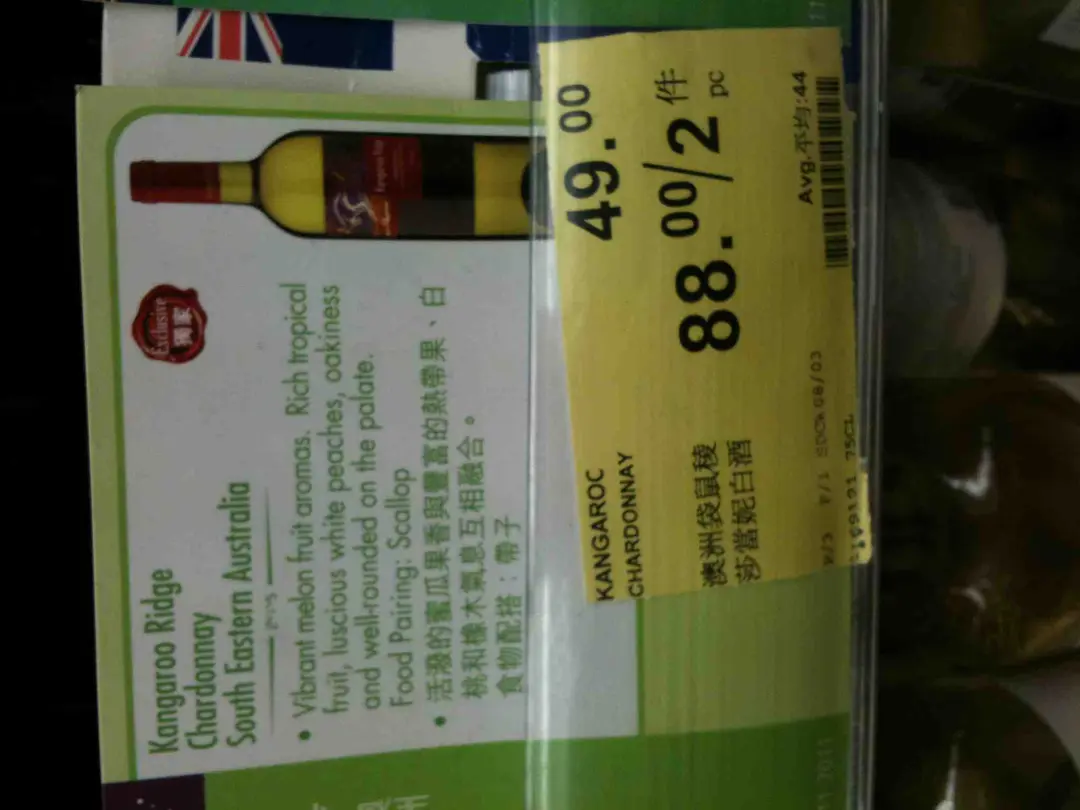 Kangaroo Ridge
Chardonnay
South Eastern Australia
Exclusive
獨家
• Vibrant melon fruit aromas. Rich tropical
fruit, luscious white peaches, oakiness
and well-rounded on the palate.
Food Pairing: Scallop
• 活潑的蜜瓜果香與豐富的熱帶果、白
桃和橡木氣息互相融合。
食物配搭：帶子
KANGAROO
CHARDONNAY
49.00
88.00/2 件
pc
澳洲袋鼠稜
莎當妮白酒
Avg.平均:44
75CL